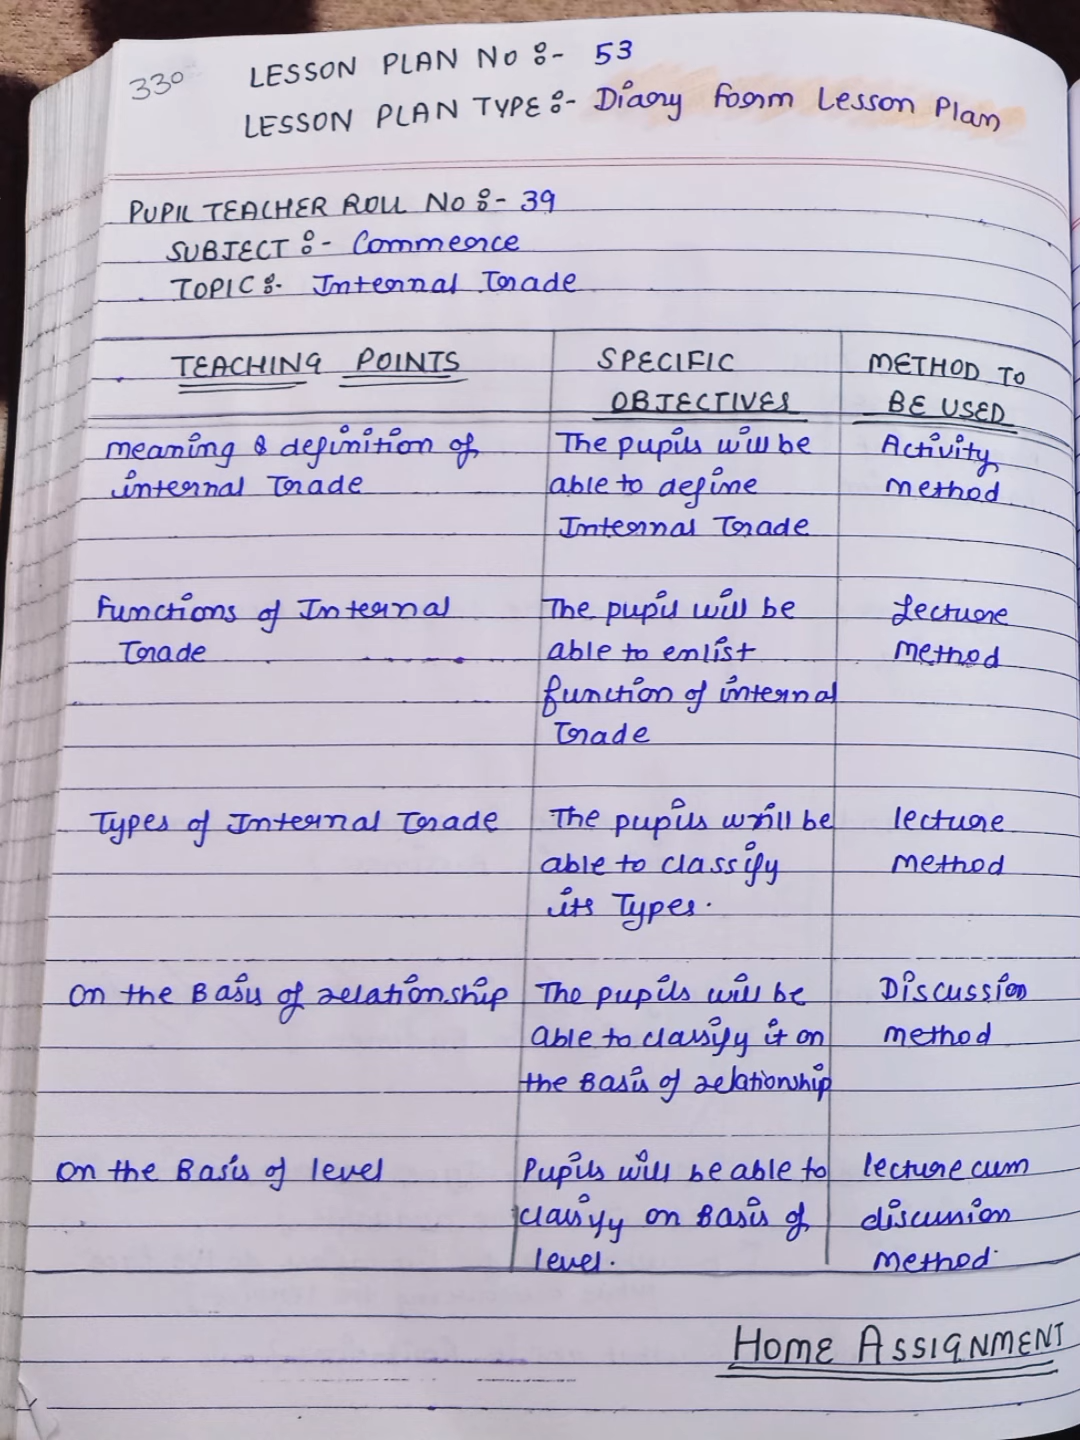 330
LESSON PLAN No :- 53
LESSON PLAN TYPE :- Diary form Lesson Plan
PUPIL TEACHER ROLL No :- 39
SUBJECT :- Commerce
TOPIC :- Internal Trade
TEACHING POINTS
SPECIFIC
OBJECTIVES
METHOD TO
BE USED
meaning & definition of
internal Trade
The pupils will be
able to define
Internal Trade
Activity
method
Functions of Internal
Trade
The pupil will be
able to enlist
function of internal
Trade
Lecture
method
Types of Internal Trade
The pupils will be
able to classify
its Types.
lecture
method
On the Basis of relationship
The pupils will be
able to classify it on
the Basis of relationship
Discussion
method
on the Basis of level
Pupils will be able to
classify on Basis of
level.
lecture cum
discussion
method.
HOME ASSIGNMENT